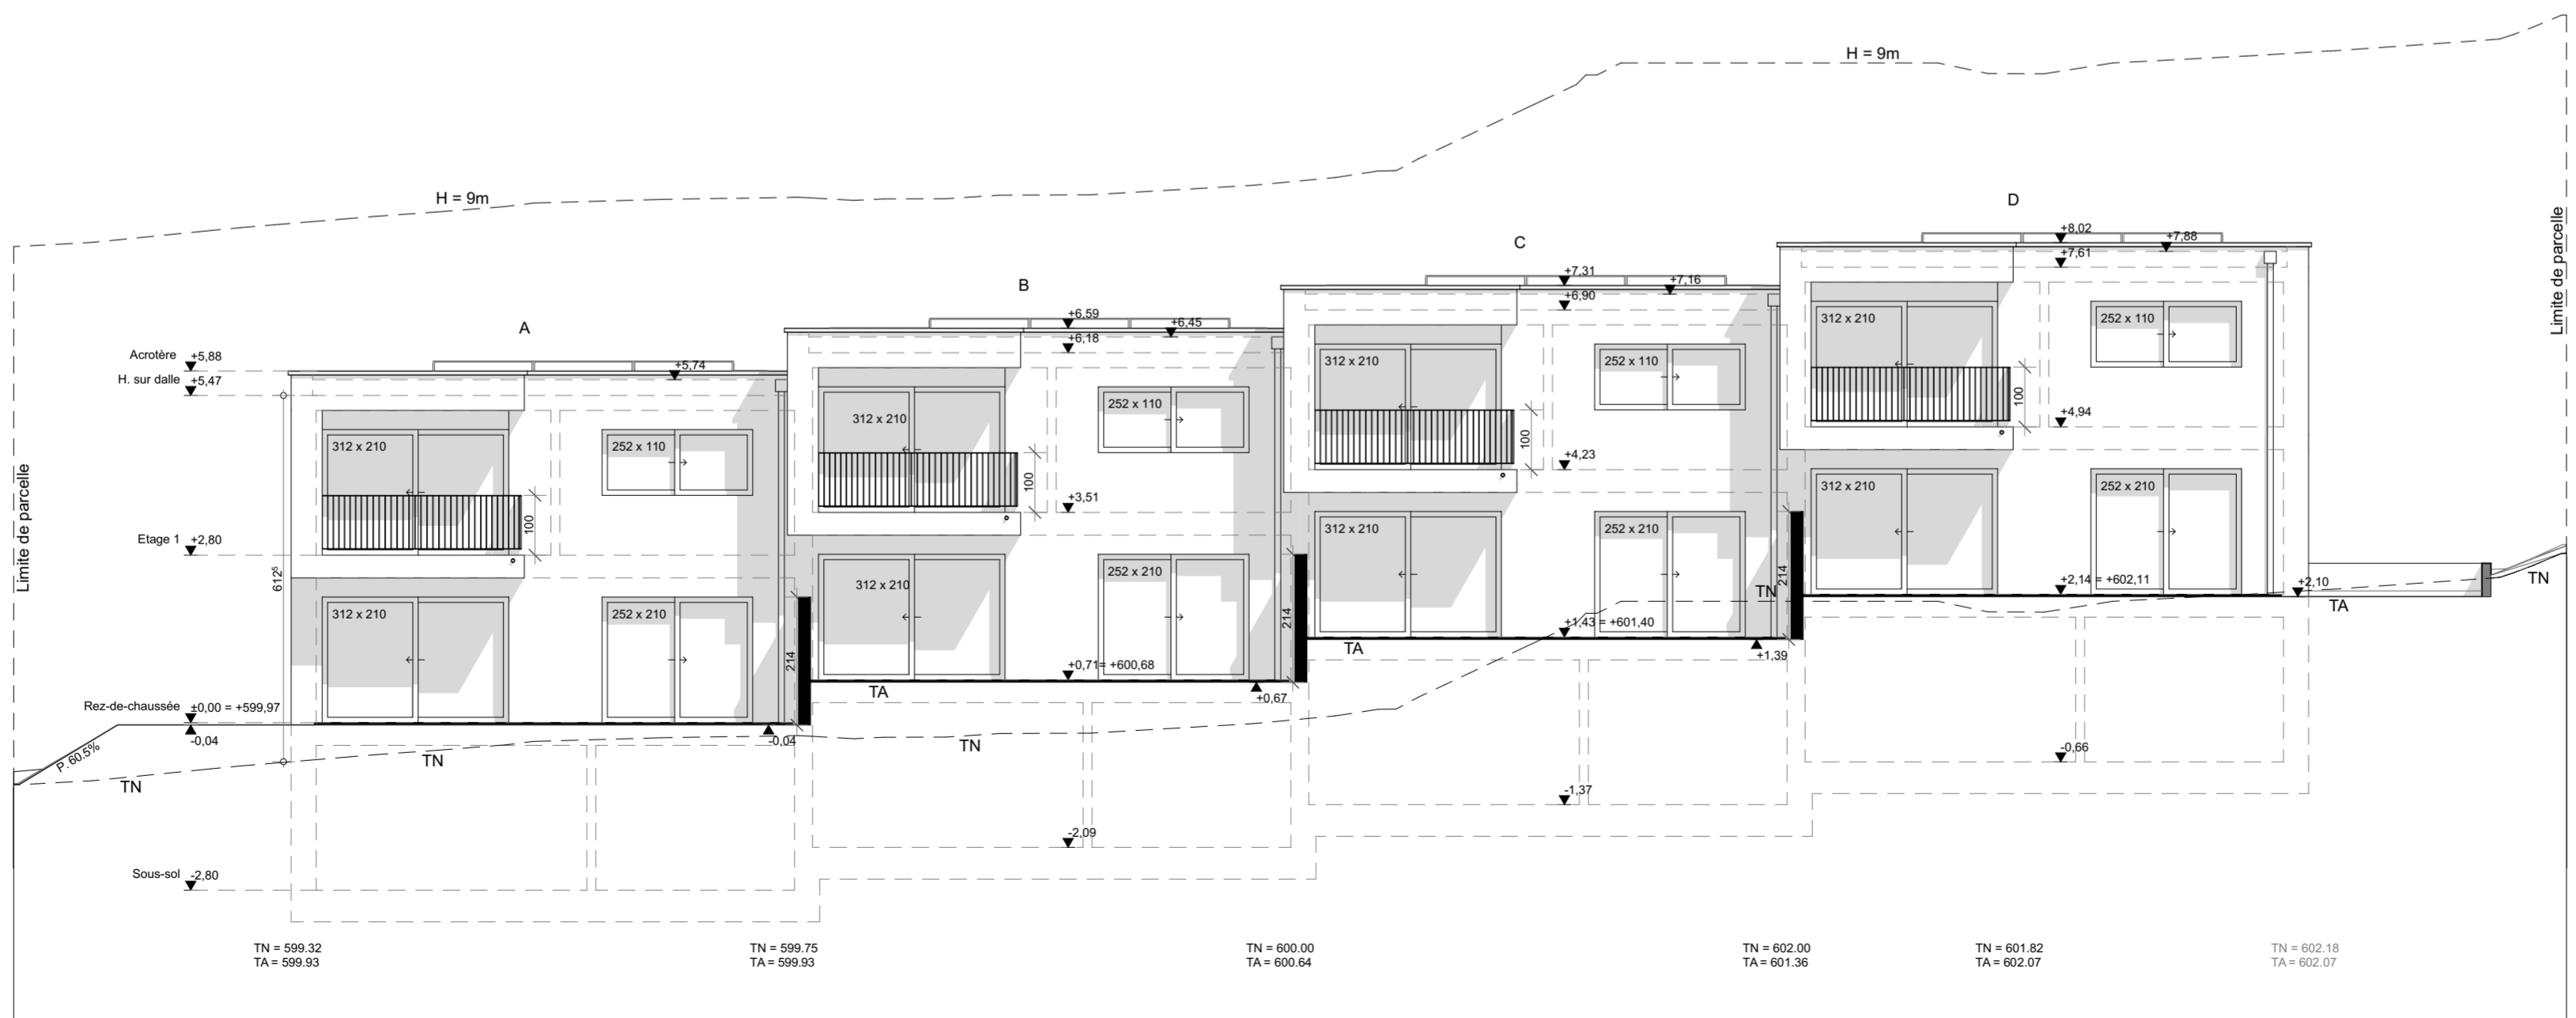 H = 9m
H = 9m
Limite de parcelle
Limite de parcelle
Limite de parcelle
A
B
C
D
Acrotère +5,88
H. sur dalle +5,47
+5,74
312 x 210
252 x 110
100
Etage 1 +2,80
612⁵
312 x 210
252 x 210
214
Rez-de-chaussée ±0,00 = +599,97
-0,04
-0,04
P. 60.5%
TN
TN
Sous-sol -2,80
+6,59
+6,45
+6,18
312 x 210
252 x 110
100
+3,51
312 x 210
252 x 210
214
+0,71= +600,68
TA
+0,67
TN
-2,09
+7,31
+7,16
+6,90
312 x 210
252 x 110
100
+4,23
312 x 210
252 x 210
TN
214
+1,43 = +601,40
TA
+1,39
-1,37
+8,02
+7,88
+7,61
312 x 210
252 x 110
100
+4,94
312 x 210
252 x 210
+2,14 = +602,11
+2,10
TA
TN
-0,66
TN = 599.32
TA = 599.93
TN = 599.75
TA = 599.93
TN = 600.00
TA = 600.64
TN = 602.00
TA = 601.36
TN = 601.82
TA = 602.07
TN = 602.18
TA = 602.07